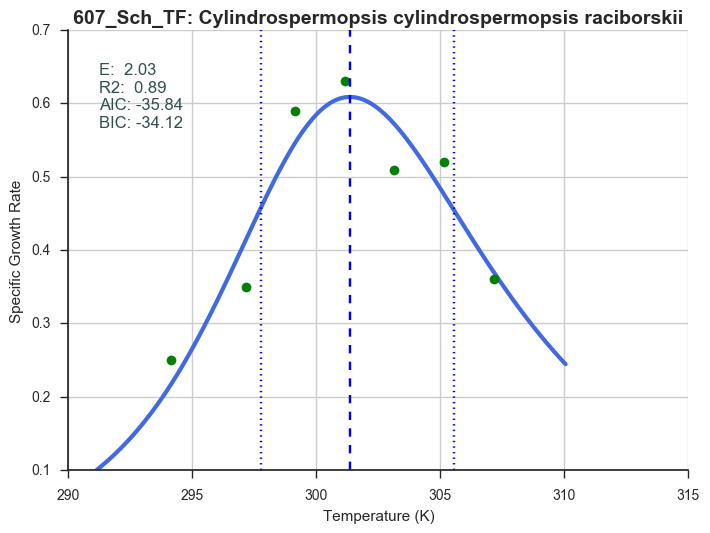 607_Sch_TF: Cylindrospermopsis cylindrospermopsis raciborskii
E:  2.03
R2:  0.89
AIC: -35.84
BIC: -34.12
Specific Growth Rate
0.7
0.6
0.5
0.4
0.3
0.2
0.1
290 295 300 305 310 315
Temperature (K)